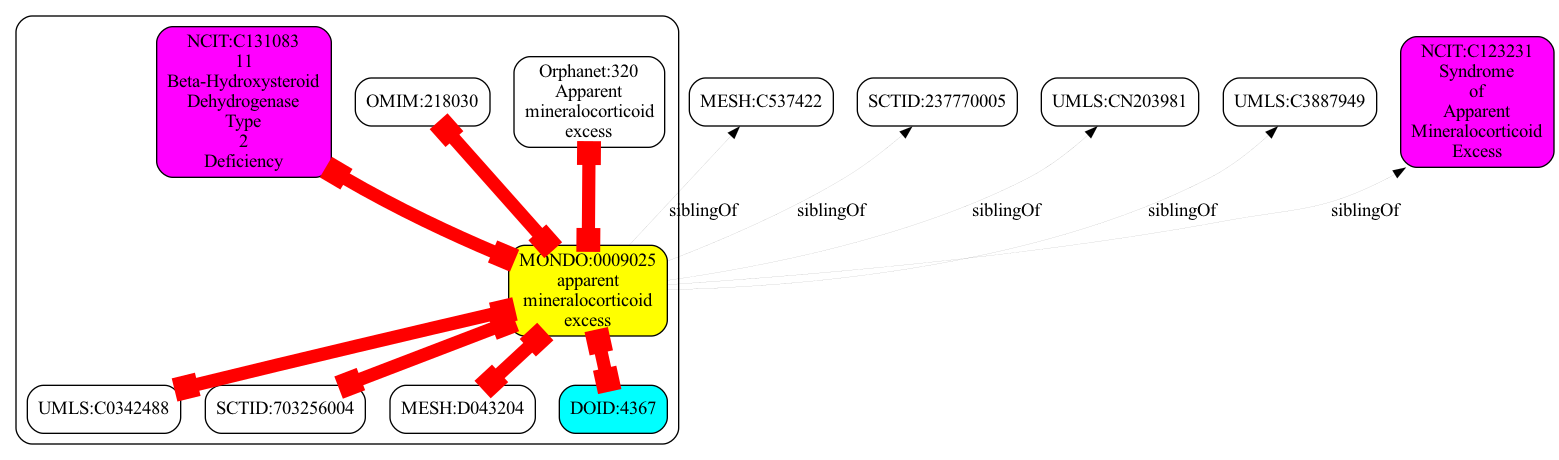 NCIT:C131083
11
Beta-Hydroxysteroid
Dehydrogenase
Type
2
Deficiency
OMIM:218030
Orphanet:320
Apparent
mineralocorticoid
excess
MESH:C537422
SCTID:237770005
UMLS:CN203981
UMLS:C3887949
NCIT:C123231
Syndrome
of
Apparent
Mineralocorticoid
Excess
siblingOf
siblingOf
siblingOf
siblingOf
siblingOf
MONDO:0009025
apparent
mineralocorticoid
excess
UMLS:C0342488
SCTID:703256004
MESH:D043204
DOID:4367